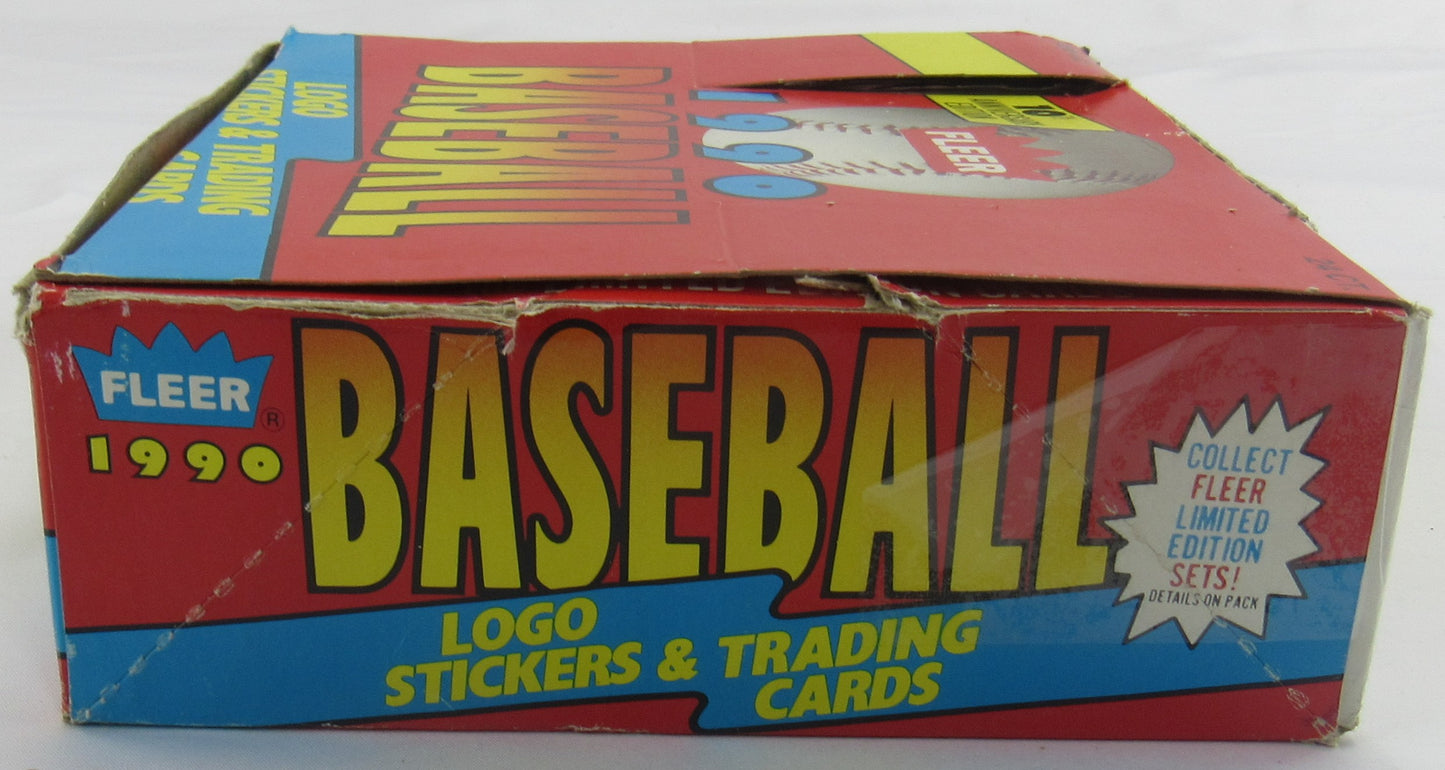 LOGO
STICKERS & TRADING
CARDS
BASEBALL
1990
10th
FLEER
FLEER
®
1990
BASEBALL
LOGO
STICKERS & TRADING
CARDS
COLLECT
FLEER
LIMITED
EDITION
SETS!
DETAILS ON PACK